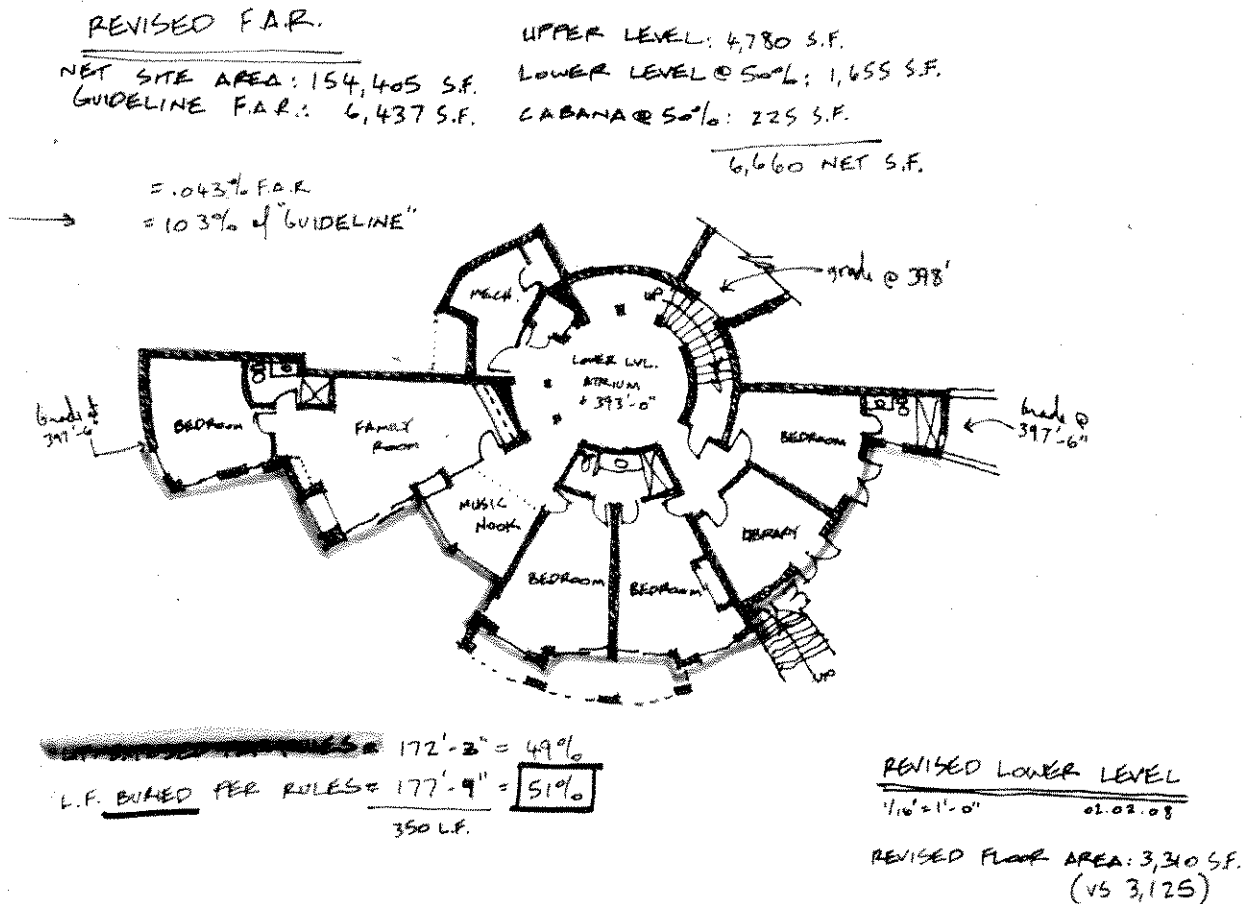 REVISED F.A.R.
NET SITE AREA: 154,405 S.F.
GUIDELINE F.A.R.: 6,437 S.F.
UPPER LEVEL: 4,780 S.F.
LOWER LEVEL @ 50%: 1,655 S.F.
CABANA @ 50%: 225 S.F.
6,660 NET S.F.
= .043% F.A.R
= 103% of "GUIDELINE"
grade @ 398'
MECH.
UP
LOWER LVL.
ATRIUM
393'-0"
Grade at
397'-6"
BEDROOM
FAMILY
ROOM
BEDROOM
Grade @
397'-6"
MUSIC
NOOK
LIBRARY
BEDROOM
BEDROOM
UP
172'-3" = 49%
L.F. BURIED PER RULES = 177'-9" = 51%
350 L.F.
REVISED LOWER LEVEL
1/16" = 1'-0"
02.02.08
REVISED FLOOR AREA: 3,310 S.F.
(VS 3,125)